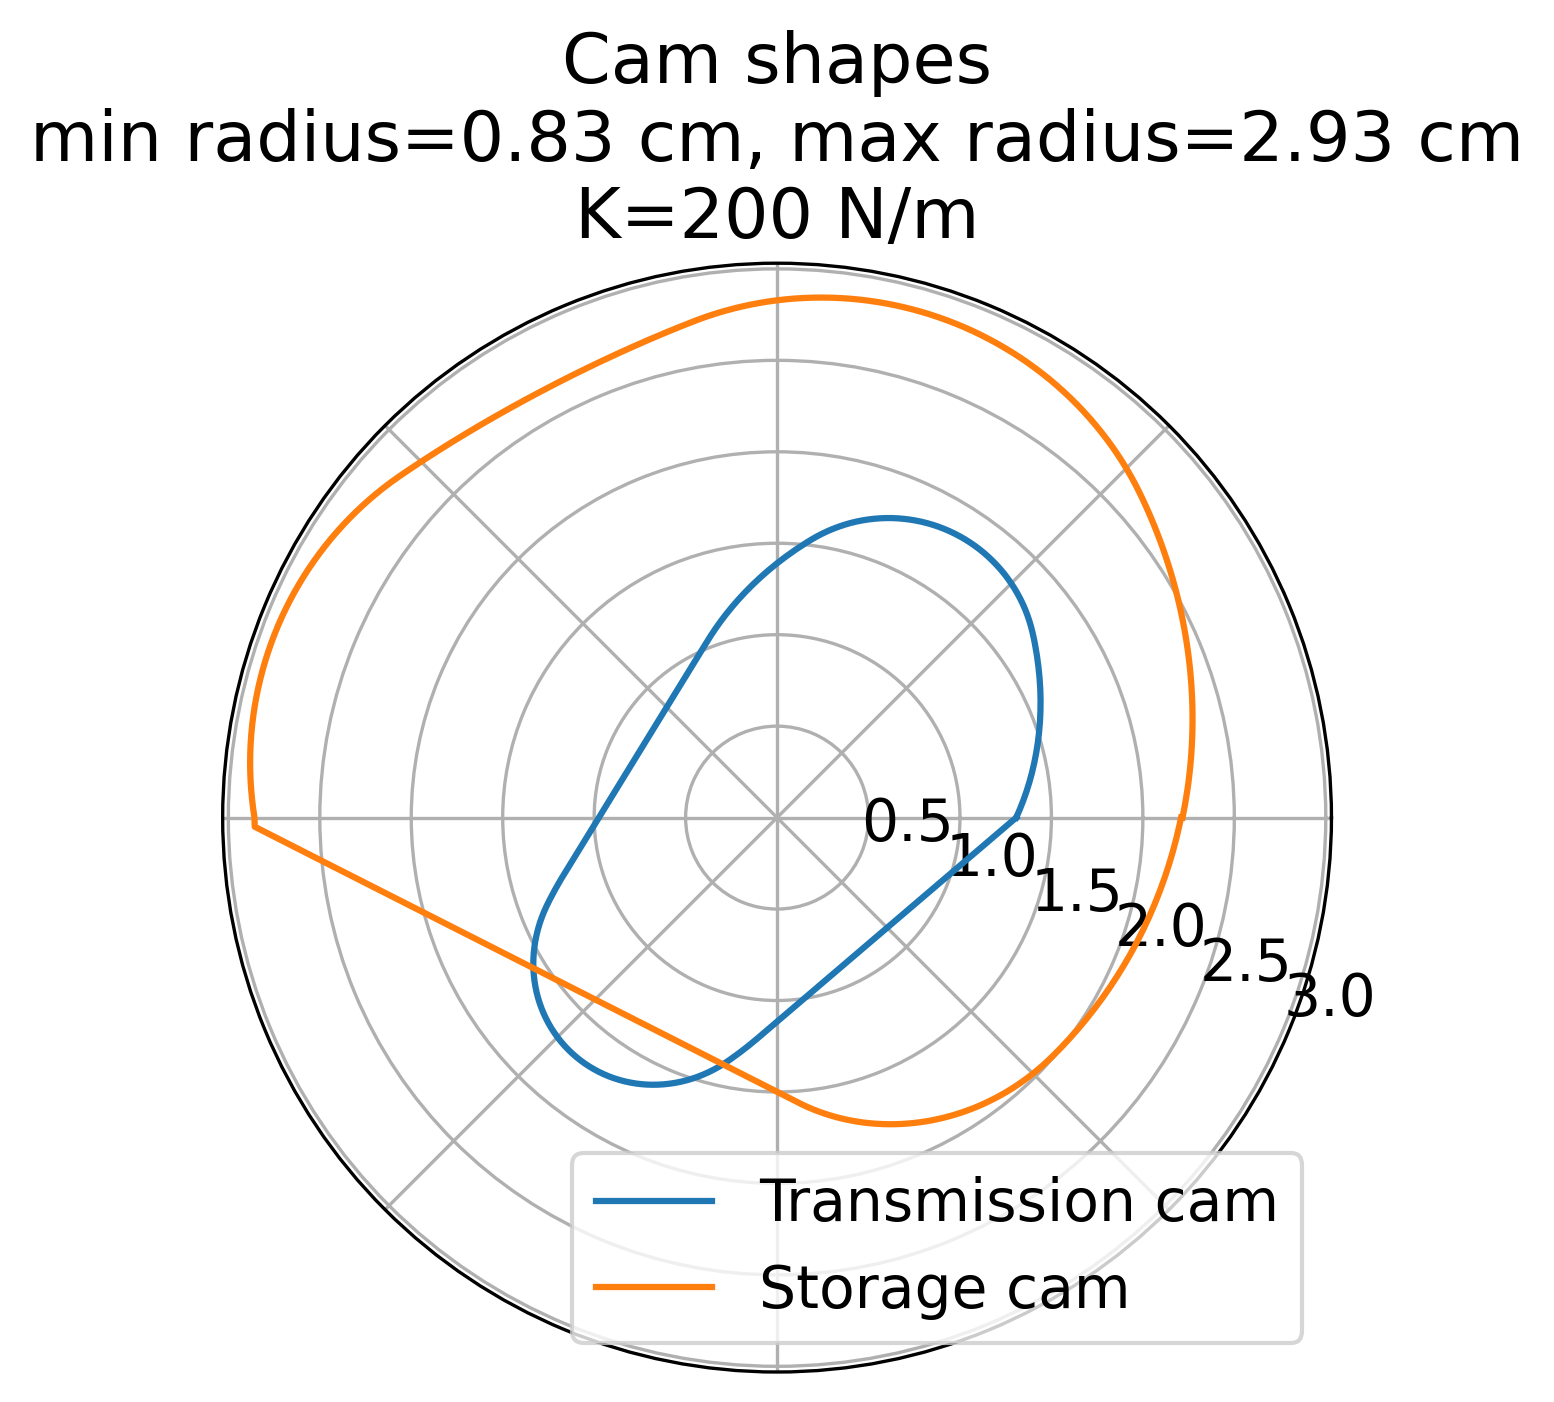 Cam shapes
min radius=0.83 cm, max radius=2.93 cm
K=200 N/m
0.5
1.0
1.5
2.0
2.5
3.0
Transmission cam
Storage cam